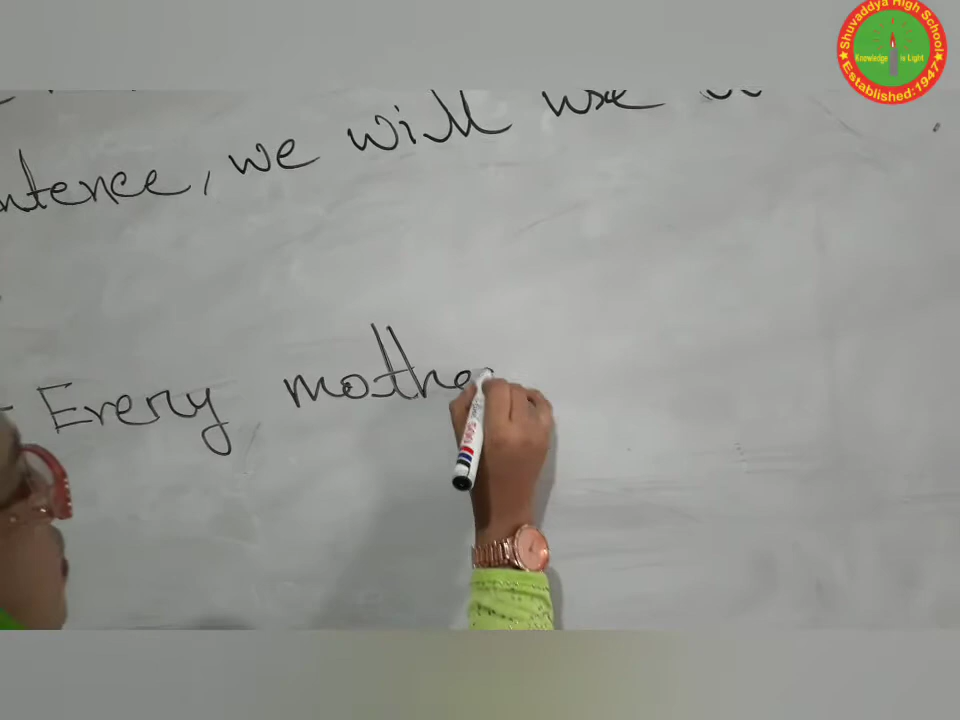 Shuvaddya High School
Knowledge is Light
Established:1947
ntence, we will use
Every mothe